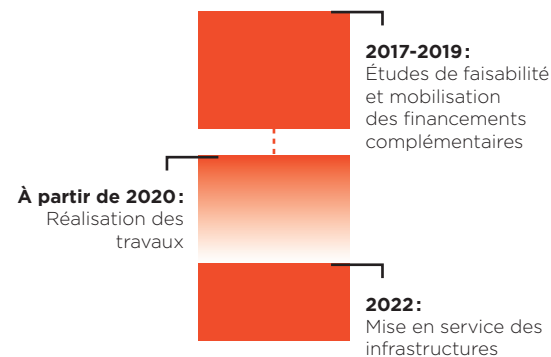 2017-2019:
Études de faisabilité
et mobilisation
des financements
complémentaires
À partir de 2020:
Réalisation des
travaux
2022:
Mise en service des
infrastructures